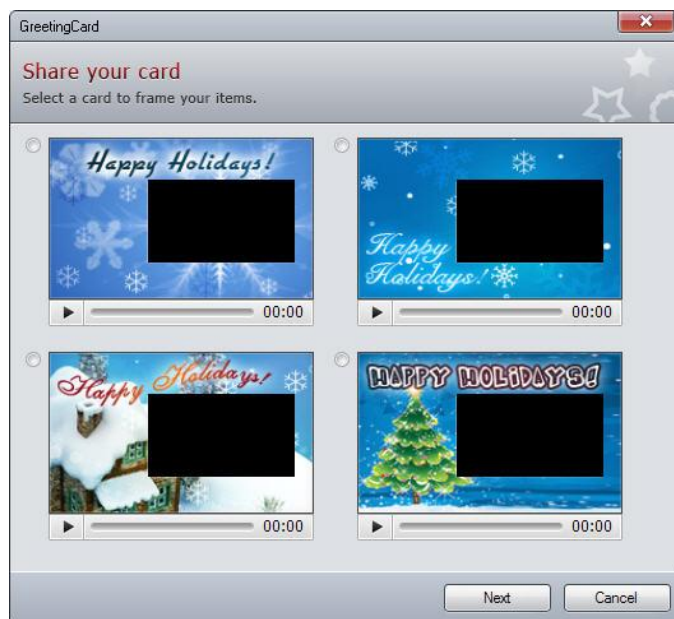 GreetingCard
Share your card
Select a card to frame your items.
Happy Holidays!
00:00
Happy
Holidays!
00:00
Happy Holidays!
00:00
HAPPY HOLIDAYS!
00:00
Next
Cancel